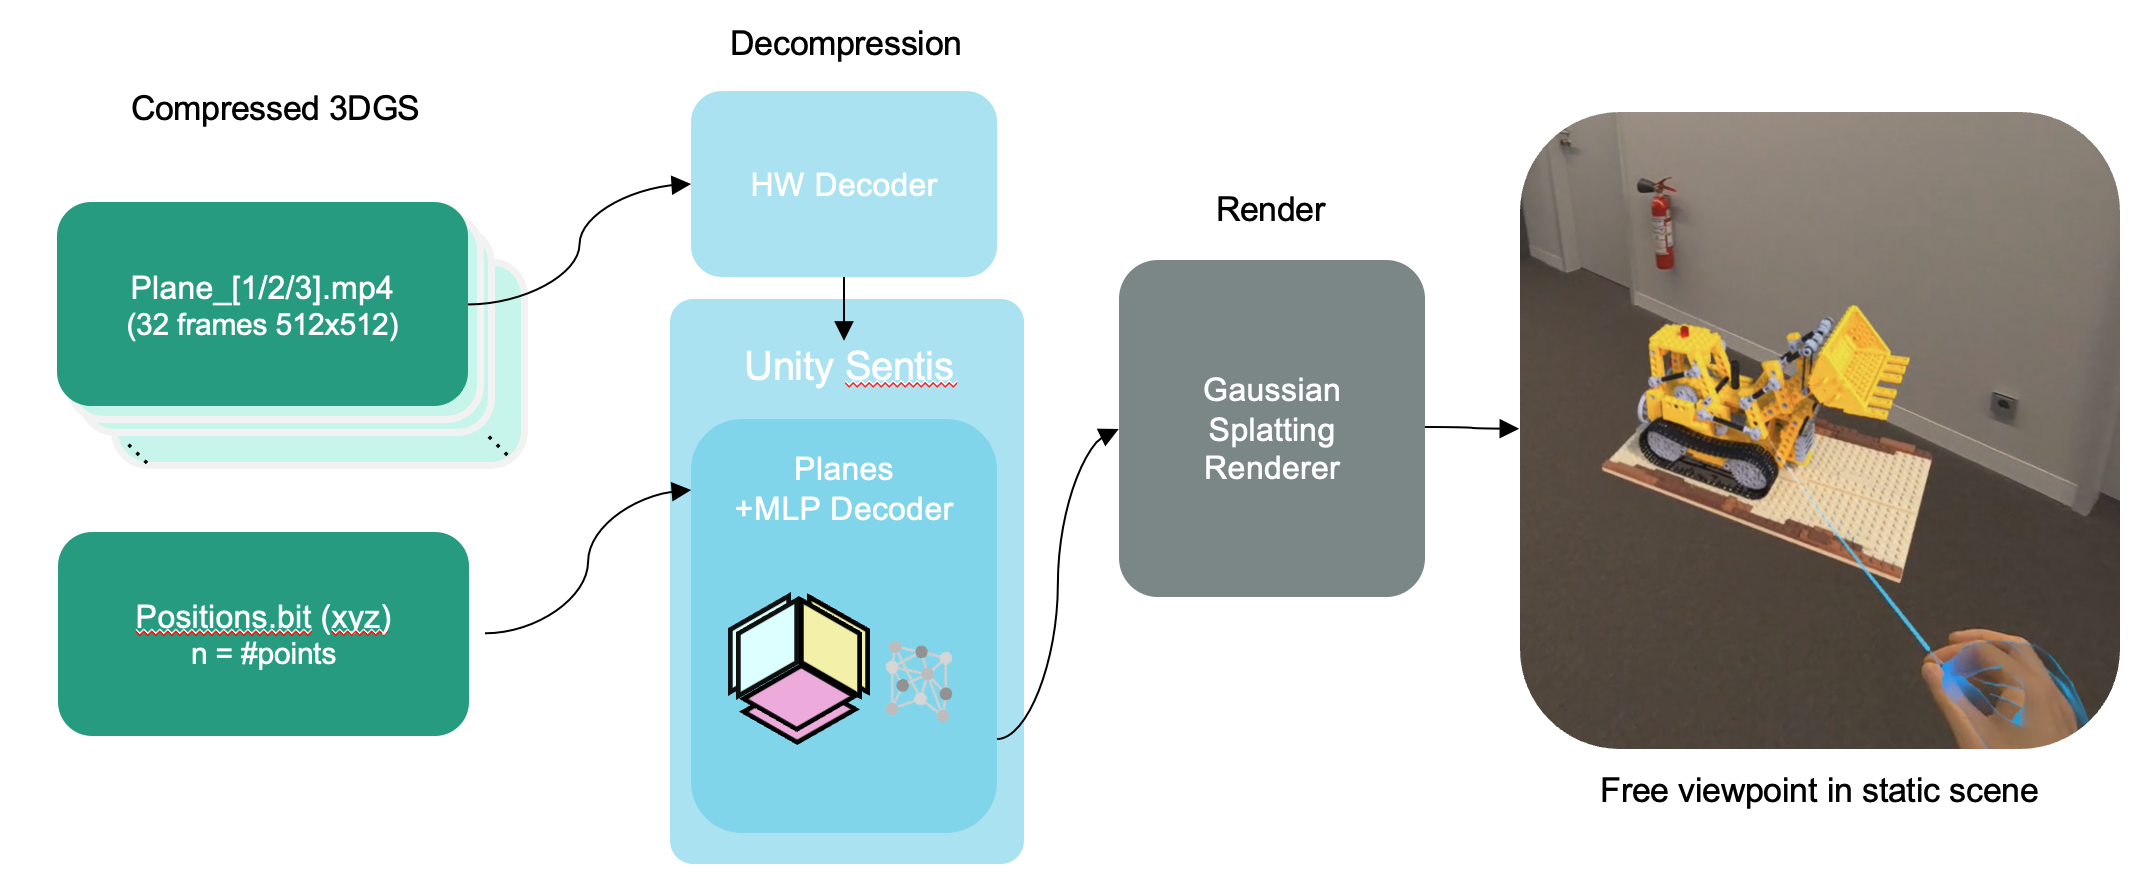 Compressed 3DGS
Plane_[1/2/3].mp4
(32 frames 512x512)
Positions.bit (xyz)
n = #points
Decompression
HW Decoder
Unity Sentis
Planes
+MLP Decoder
Render
Gaussian
Splatting
Renderer
Free viewpoint in static scene